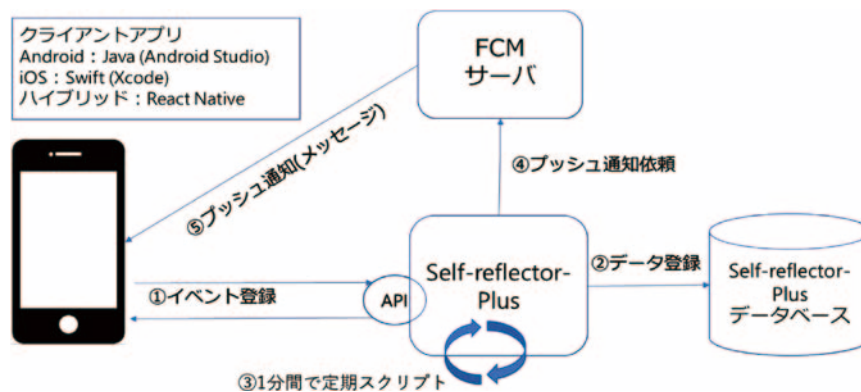 クライアントアプリ
Android：Java (Android Studio)
iOS：Swift (Xcode)
ハイブリッド：React Native
FCM
サーバ
⑤プッシュ通知(メッセージ)
④プッシュ通知依頼
①イベント登録
API
Self-reflector-
Plus
②データ登録
Self-reflector-
Plus
データベース
③1分間で定期スクリプト